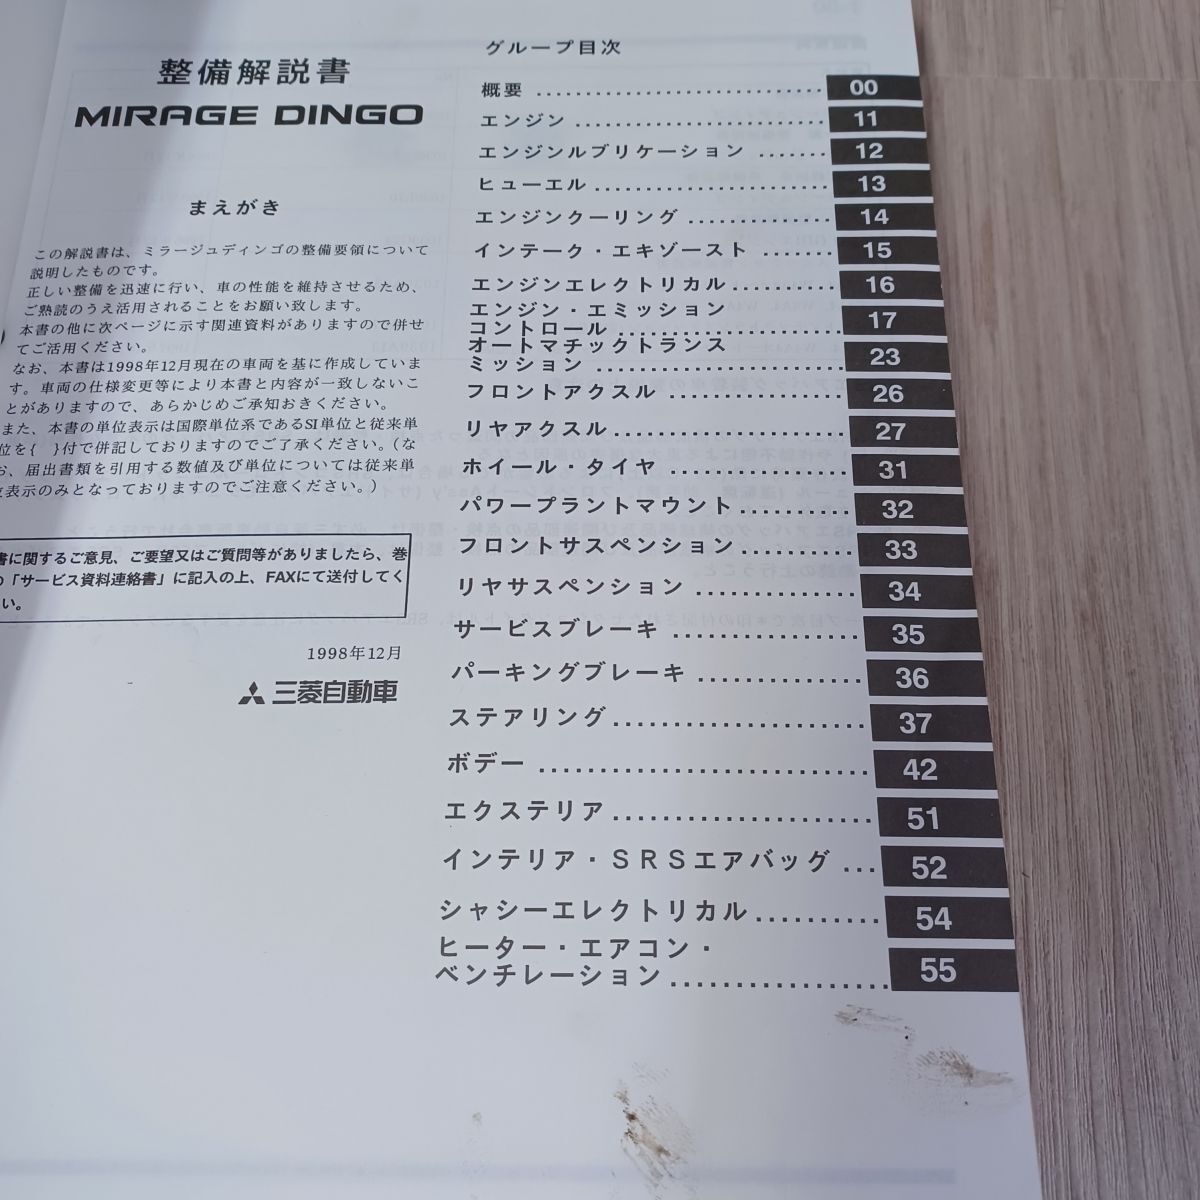 整備解説書
MIRAGE DINGO
まえがき
この解説書は、ミラージュディンゴの整備要領について
説明したものです。
正しい整備を迅速に行い、車の性能を維持させるため、
ご熟読のうえ活用されることをお願い致します。
本書の他に次ページに示す関連資料がありますので併せ
てご活用ください。
なお、本書は1998年12月現在の車両を基に作成していま
す。車両の仕様変更等により本書と内容が一致しないこ
とがありますので、あらかじめご承知おきください。
また、本書の単位表示は国際単位系であるSI単位と従来単
位を{ }付で併記しておりますのでご了承ください。(な
お、届出書類を引用する数値及び単位については従来単
位表示のみとなっておりますのでご注意ください。)
書に関するご意見、ご要望又はご質問等がありましたら、巻
の「サービス資料連絡書」に記入の上、FAXにて送付してく
さい。
1998年12月
三菱自動車
グループ目次
概要 ................................ 00
エンジン ............................ 11
エンジンルブリケーション ....... 12
ヒューエル .......................... 13
エンジンクーリング ............... 14
インテーク・エキゾースト ....... 15
エンジンエレクトリカル .......... 16
エンジン・エミッション
コントロール ...................... 17
オートマチックトランス
ミッション .......................... 23
フロントアクスル ................. 26
リヤアクスル ...................... 27
ホイール・タイヤ ................. 31
パワープラントマウント .......... 32
フロントサスペンション .......... 33
リヤサスペンション ............... 34
サービスブレーキ ................. 35
パーキングブレーキ ............... 36
ステアリング ...................... 37
ボデー ............................. 42
エクステリア ...................... 51
インテリア・SRSエアバッグ ... 52
シャシーエレクトリカル .......... 54
ヒーター・エアコン・
ベンチレーション ................. 55